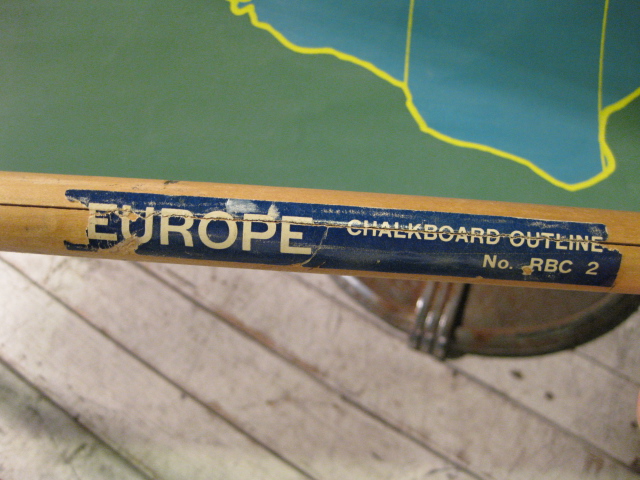 EUROPE CHALKBOARD OUTLINE
No. RBC 2